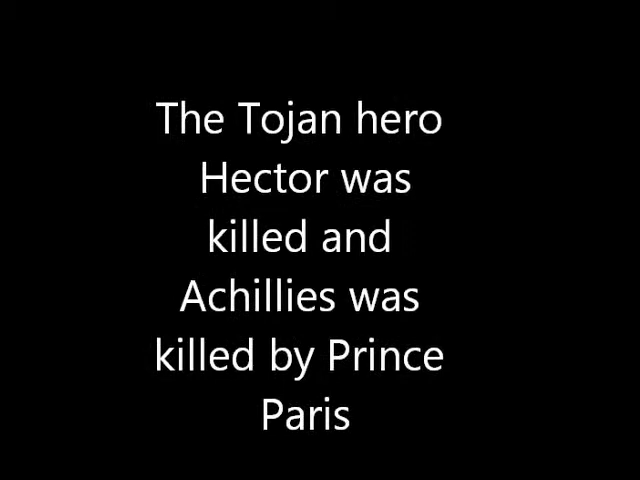 The Tojan hero
Hector was
killed and
Achillies was
killed by Prince
Paris